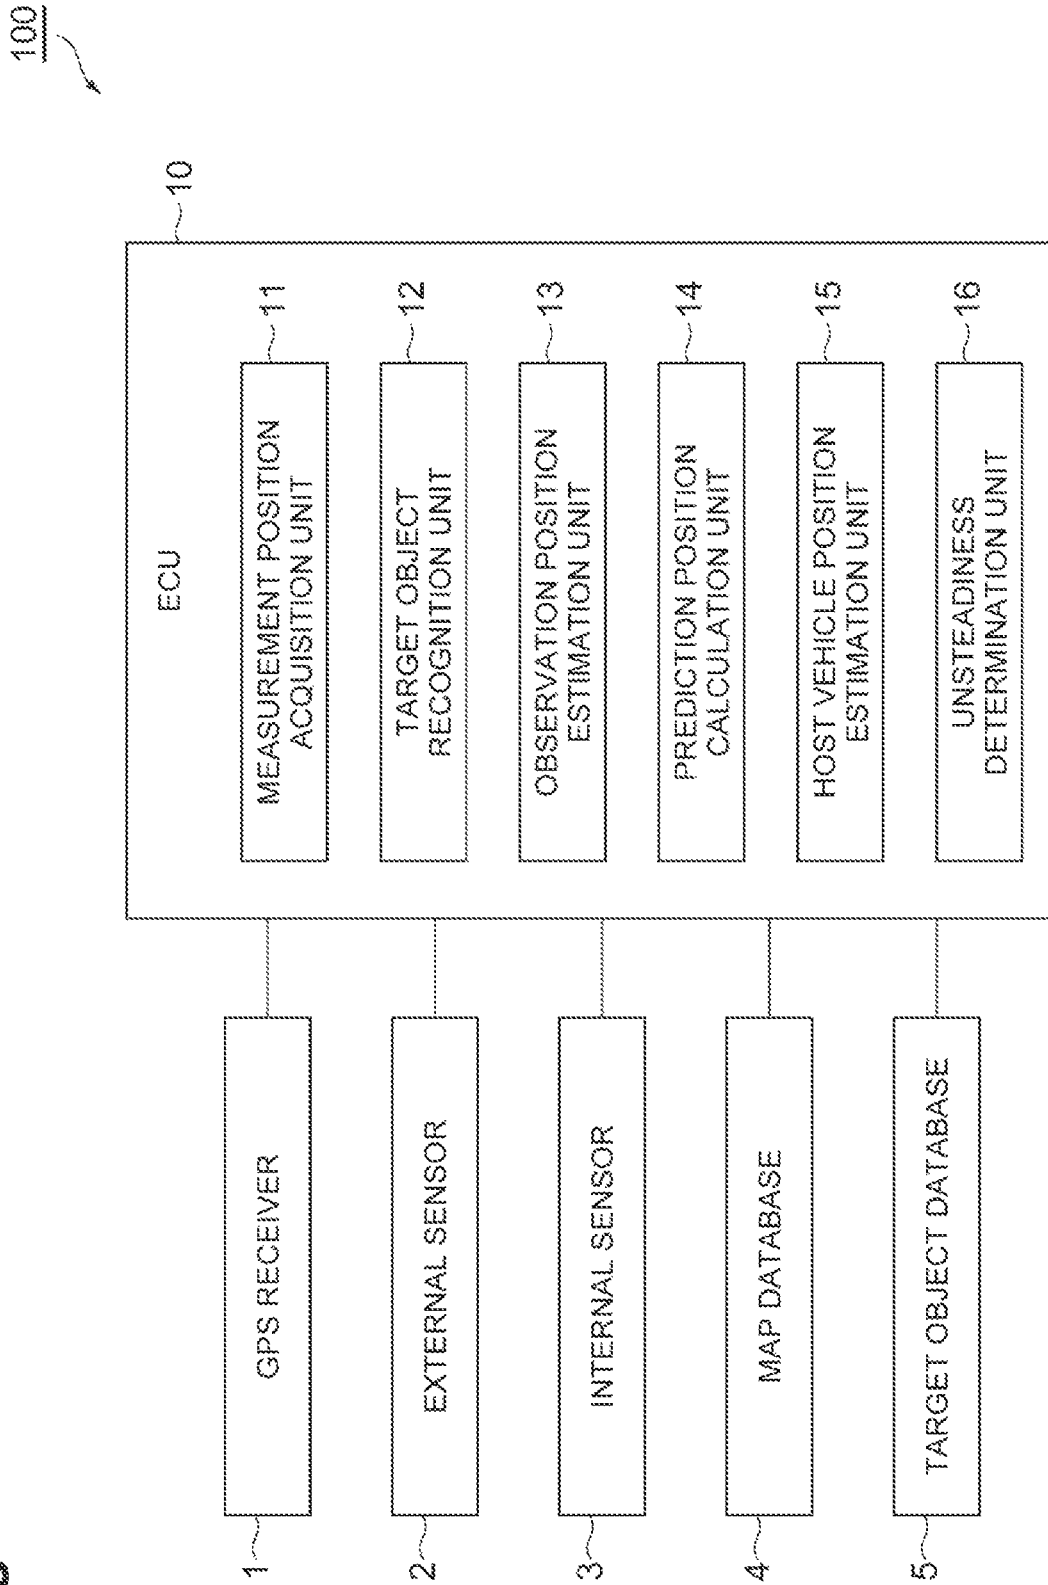 100
10
ECU
1
GPS RECEIVER
2
EXTERNAL SENSOR
3
INTERNAL SENSOR
4
MAP DATABASE
5
TARGET OBJECT DATABASE
MEASUREMENT POSITION
ACQUISITION UNIT
11
TARGET OBJECT
RECOGNITION UNIT
12
OBSERVATION POSITION
ESTIMATION UNIT
13
PREDICTION POSITION
CALCULATION UNIT
14
HOST VEHICLE POSITION
ESTIMATION UNIT
15
UNSTEADINESS
DETERMINATION UNIT
16